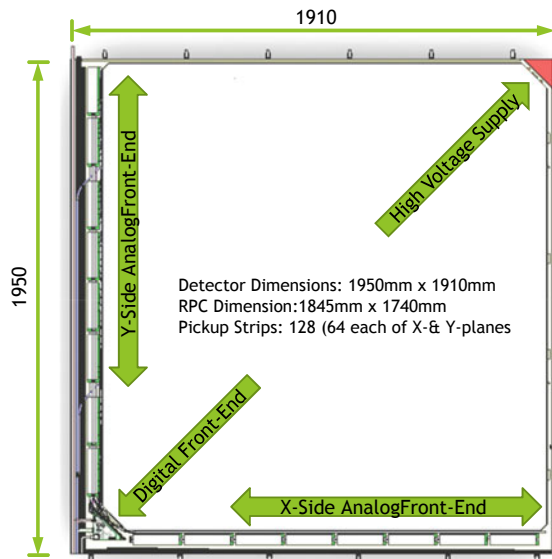 1910
High Voltage Supply
Y-Side AnalogFront-End
1950
Detector Dimensions: 1950mm x 1910mm
RPC Dimension:1845mm x 1740mm
Pickup Strips: 128 (64 each of X-& Y-planes
Digital Front-End
X-Side AnalogFront-End